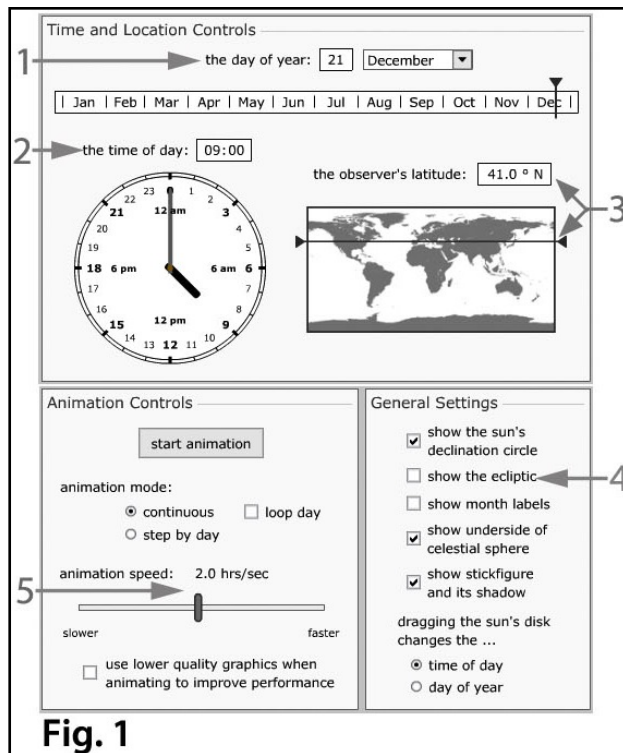 Time and Location Controls
1
the day of year: 21 December
| Jan | Feb | Mar | Apr | May | Jun | Jul | Aug | Sep | Oct | Nov | Dec |
2
the time of day: 09:00
the observer's latitude: 41.0 ° N
3
23 12 am 1
22 2
21 3
20 4
19 5
18 6 pm 6 am 6
17 7
16 8
15 9
14 10
13 12 pm 11
12
Animation Controls
start animation
animation mode:
continuous loop day
step by day
5
animation speed: 2.0 hrs/sec
slower faster
use lower quality graphics when
animating to improve performance
General Settings
show the sun's
declination circle
show the ecliptic
4
show month labels
show underside of
celestial sphere
show stickfigure
and its shadow
dragging the sun's disk
changes the ...
time of day
day of year
Fig. 1